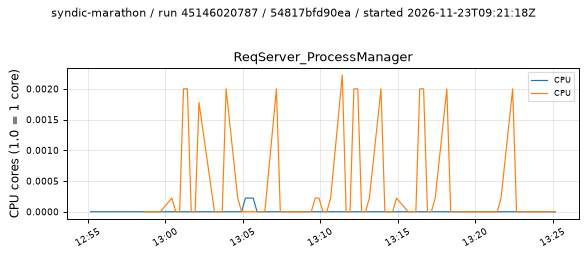 syndic-marathon / run 45146020787 / 54817bfd90ea / started 2026-11-23T09:21:18Z
ReqServer_ProcessManager
CPU
CPU
CPU cores (1.0 = 1 core)
0.0020
0.0015
0.0010
0.0005
0.0000
12:55
13:00
13:05
13:10
13:15
13:20
13:25